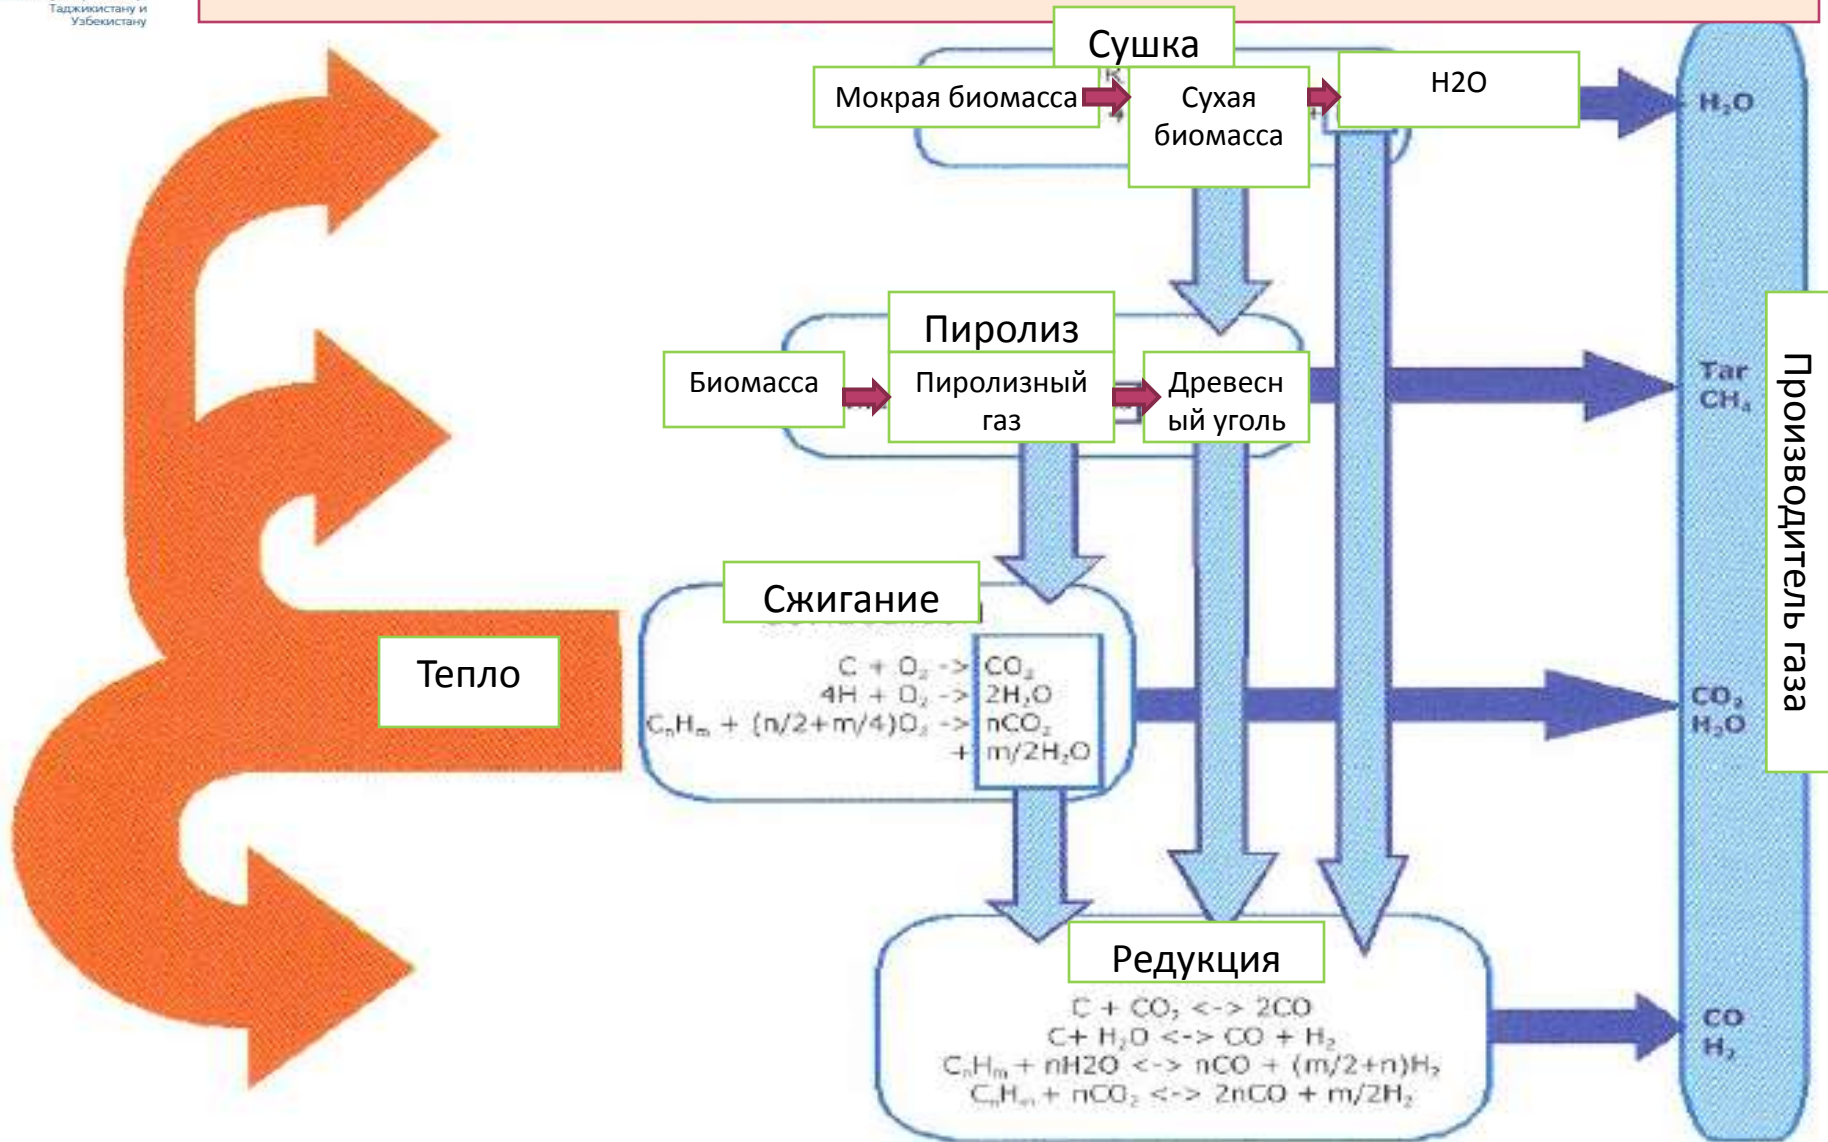 Таджикистану и
Узбекистану
Сушка
Мокрая биомасса
Сухая
биомасса
+
H2O
H₂O
Пиролиз
Биомасса
Пиролизный
газ
Древесн
ый уголь
Tar
CH₄
Производитель газа
Сжигание
C + O₂ -> CO₂
4H + O₂ -> 2H₂O
CₙHₘ + (n/2+m/4)O₂ -> nCO₂
+ m/2H₂O
Тепло
CO₂
H₂O
Редукция
C + CO₂ <-> 2CO
C+ H₂O <-> CO + H₂
CₙHₘ + nH2O <-> nCO + (m/2+n)H₂
CₙHₘ + nCO₂ <-> 2nCO + m/2H₂
CO
H₂